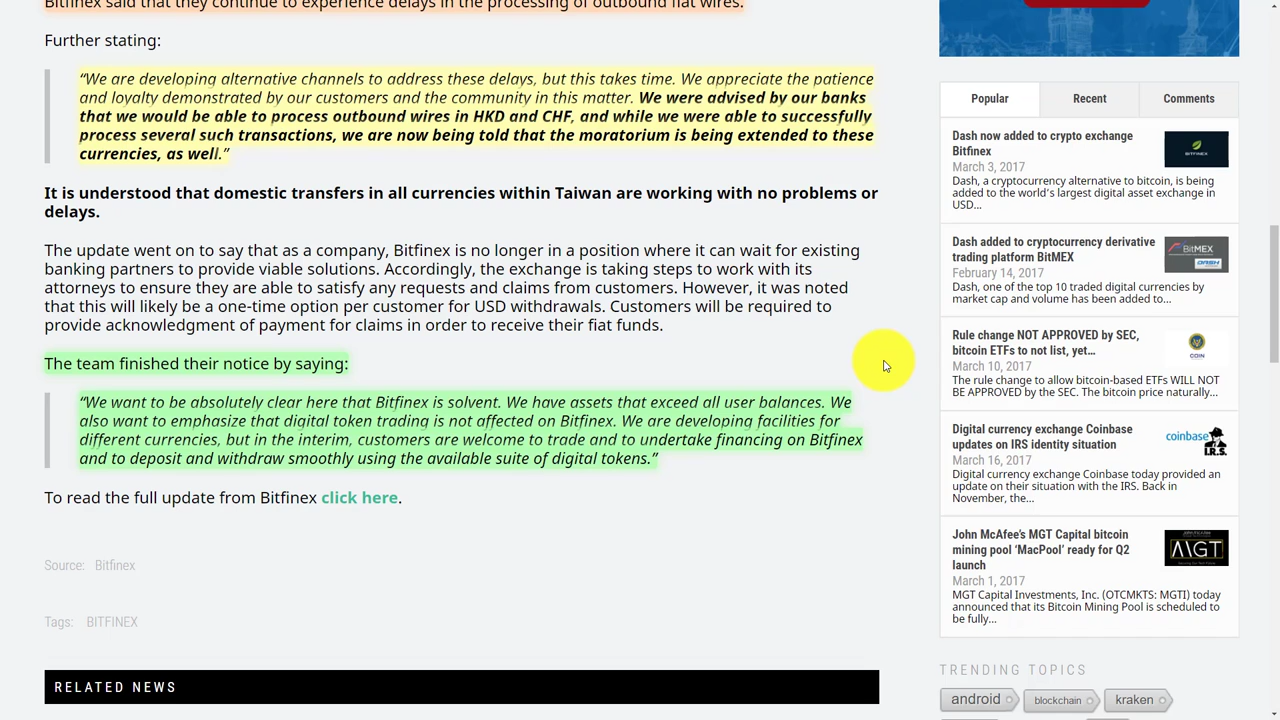 Bitfinex said that they continue to experience delays in the processing of outbound fiat wires.
Further stating:
“We are developing alternative channels to address these delays, but this takes time. We appreciate the patience
and loyalty demonstrated by our customers and the community in this matter. We were advised by our banks
that we would be able to process outbound wires in HKD and CHF, and while we were able to successfully
process several such transactions, we are now being told that the moratorium is being extended to these
currencies, as well.”
It is understood that domestic transfers in all currencies within Taiwan are working with no problems or
delays.
The update went on to say that as a company, Bitfinex is no longer in a position where it can wait for existing
banking partners to provide viable solutions. Accordingly, the exchange is taking steps to work with its
attorneys to ensure they are able to satisfy any requests and claims from customers. However, it was noted
that this will likely be a one-time option per customer for USD withdrawals. Customers will be required to
provide acknowledgment of payment for claims in order to receive their fiat funds.
The team finished their notice by saying:
“We want to be absolutely clear here that Bitfinex is solvent. We have assets that exceed all user balances. We
also want to emphasize that digital token trading is not affected on Bitfinex. We are developing facilities for
different currencies, but in the interim, customers are welcome to trade and to undertake financing on Bitfinex
and to deposit and withdraw smoothly using the available suite of digital tokens.”
To read the full update from Bitfinex click here.
Source: Bitfinex
Tags: BITFINEX
RELATED NEWS
Popular Recent Comments
Dash now added to crypto exchange
Bitfinex
March 3, 2017
Dash, a cryptocurrency alternative to bitcoin, is being
added to the world's largest digital asset exchange in
USD...
BITFINEX
Dash added to cryptocurrency derivative
trading platform BitMEX
February 14, 2017
Dash, one of the top 10 traded digital currencies by
market cap and volume has been added to...
BitMEX
DASH
Rule change NOT APPROVED by SEC,
bitcoin ETFs to not list, yet...
March 10, 2017
The rule change to allow bitcoin-based ETFs WILL NOT
BE APPROVED by the SEC. The bitcoin price naturally...
COIN
Digital currency exchange Coinbase
updates on IRS identity situation
March 16, 2017
Digital currency exchange Coinbase today provided an
update on their situation with the IRS. Back in
November, the...
coinbase
I.R.S.
John McAfee's MGT Capital bitcoin
mining pool ‘MacPool’ ready for Q2
launch
March 1, 2017
MGT Capital Investments, Inc. (OTCMKTS: MGTI) today
announced that its Bitcoin Mining Pool is scheduled to
be fully...
MGT
TRENDING TOPICS
android blockchain kraken